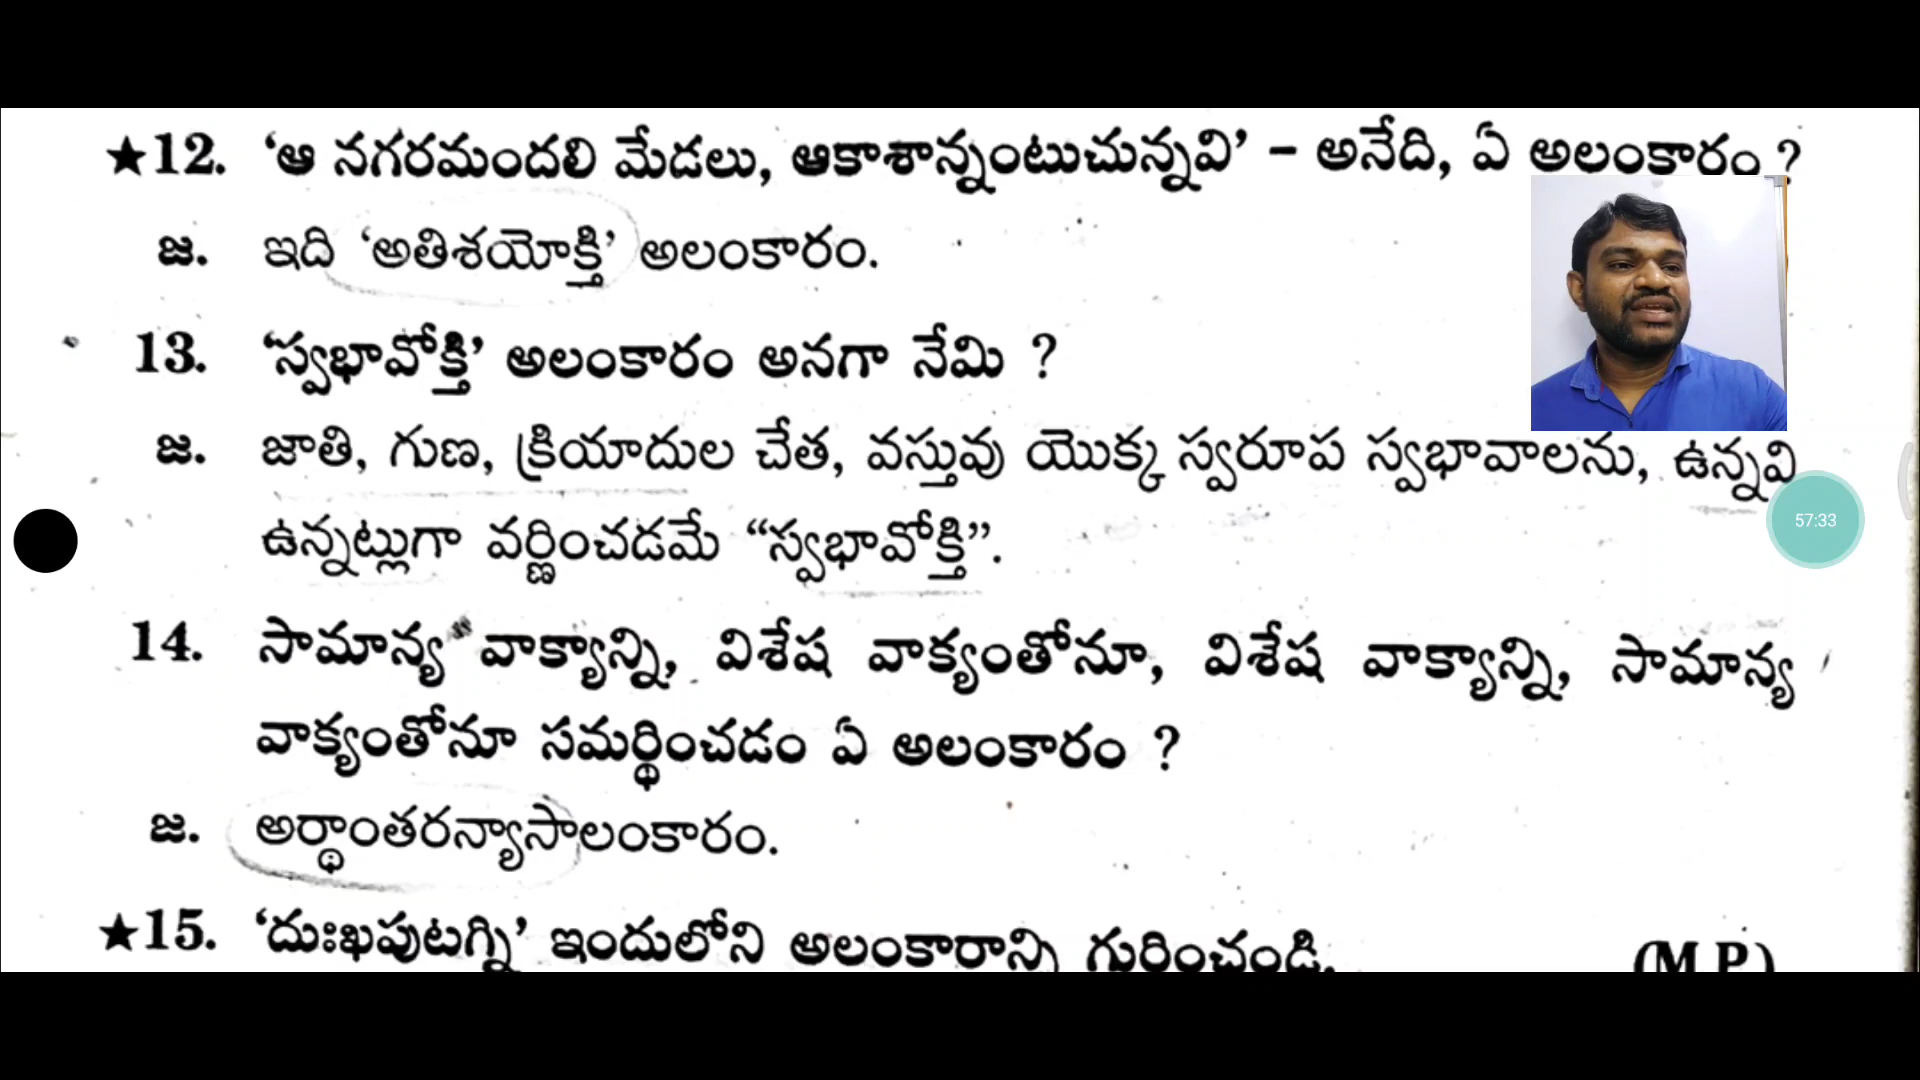 ★12. ‘ఆ నగరమందలి మేడలు, ఆకాశాన్నంటుచున్నవి’ – అనేది, ఏ అలంకారం ?
జ. ఇది ‘అతిశయోక్తి’ అలంకారం.
13. ‘స్వభావోక్తి’ అలంకారం అనగా నేమి ?
జ. జాతి, గుణ, క్రియాదుల చేత, వస్తువు యొక్క స్వరూప స్వభావాలను, ఉన్నవి
ఉన్నట్లుగా వర్ణించడమే “స్వభావోక్తి”.
57:33
14. సామాన్య వాక్యాన్ని, విశేష వాక్యంతోనూ, విశేష వాక్యాన్ని, సామాన్య
వాక్యంతోనూ సమర్థించడం ఏ అలంకారం ?
జ. అర్థాంతరన్యాసాలంకారం.
★15. ‘దుఃఖపుటగ్ని’ ఇందులోని అలంకారాన్ని గుర్తించండి. (M.P.)